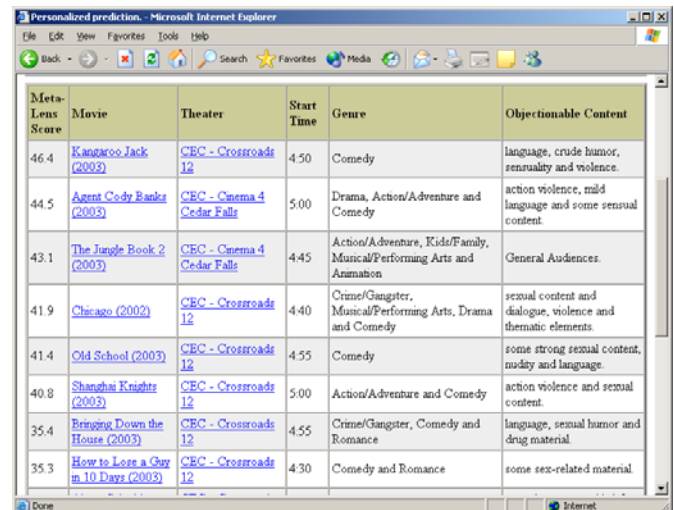 Personalized prediction. - Microsoft Internet Explorer
File Edit View Favorites Tools Help
Back Search Favorites Media
Meta-
Lens
Score
Movie
Theater
Start
Time
Genre
Objectionable Content
46.4
Kangaroo Jack
(2003)
CEC - Crossroads
12
4:50
Comedy
language, crude humor,
sensuality and violence.
44.5
Agent Cody Banks
(2003)
CEC - Cinema 4
Cedar Falls
5:00
Drama, Action/Adventure and
Comedy
action violence, mild
language and some sensual
content.
43.1
The Jungle Book 2
(2003)
CEC - Cinema 4
Cedar Falls
4:45
Action/Adventure, Kids/Family,
Musical/Performing Arts and
Animation
General Audiences.
41.9
Chicago (2002)
CEC - Crossroads
12
4:40
Crime/Gangster,
Musical/Performing Arts, Drama
and Comedy
sexual content and
dialogue, violence and
thematic elements.
41.4
Old School (2003)
CEC - Crossroads
12
4:55
Comedy
some strong sexual content,
nudity and language.
40.8
Shanghai Knights
(2003)
CEC - Crossroads
12
5:00
Action/Adventure and Comedy
action violence and sexual
content.
35.4
Bringing Down the
House (2003)
CEC - Crossroads
12
4:55
Crime/Gangster, Comedy and
Romance
language, sexual humor and
drug material.
35.3
How to Lose a Guy
in 10 Days (2003)
CEC - Crossroads
12
4:30
Comedy and Romance
some sex-related material.
Done
Internet